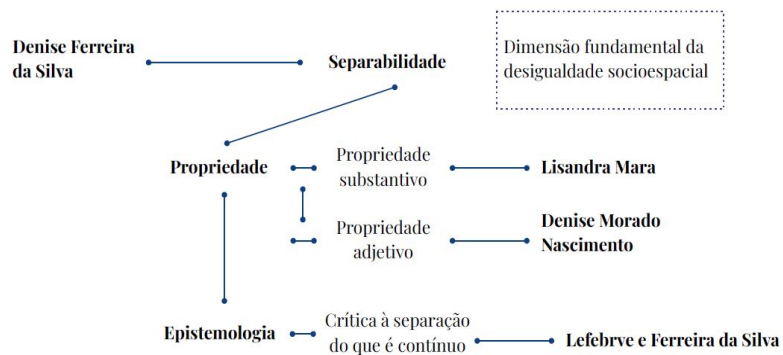 Denise Ferreira
da Silva
Separabilidade
Dimensão fundamental da
desigualdade socioespacial
Propriedade
Propriedade
substantivo
Lisandra Mara
Propriedade
adjetivo
Denise Morado
Nascimento
Epistemologia
Crítica à separação
do que é contínuo
Lefebrve e Ferreira da Silva